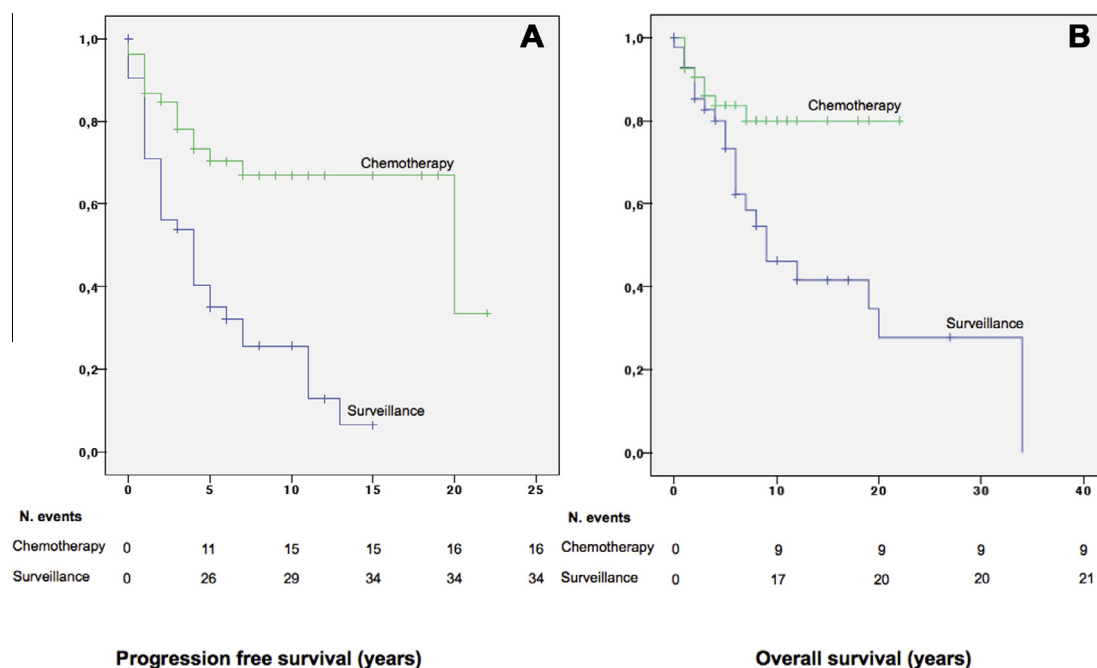 A
B
1,0
1,0
Chemotherapy
0,8
0,8
Chemotherapy
0,6
0,6
0,4
0,4
Surveillance
0,2
0,2
Surveillance
0,0
0,0
0 5 10 15 20 25
0 10 20 30 40
N. events
N. events
Chemotherapy 0 11 15 15 16 16
Chemotherapy 0 9 9 9 9
Surveillance 0 26 29 34 34 34
Surveillance 0 17 20 20 21
Progression free survival (years)
Overall survival (years)